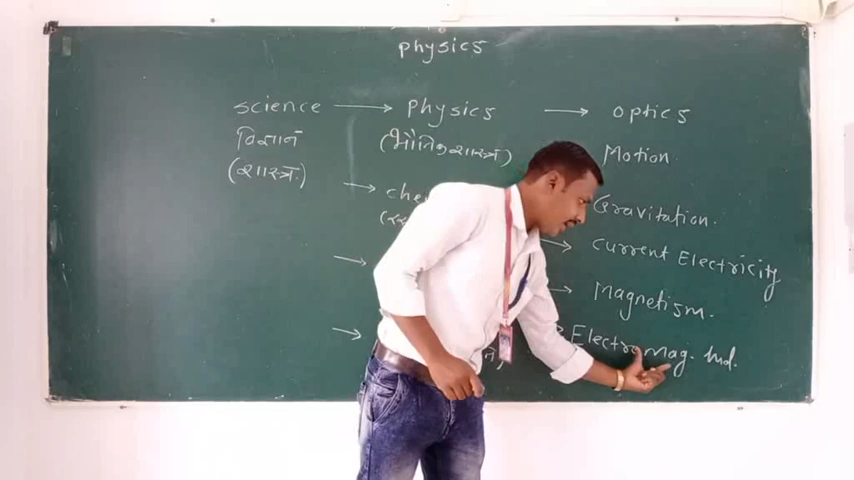 physics
science → physics → optics
विज्ञान (भौतिकशास्त्र) Motion
(शास्त्र)
→ che
Gravitation.
→ → current Electricity
→ Magnetism.
→ Electromag. Ind.